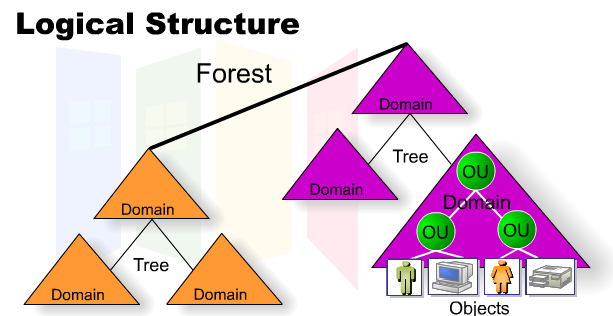 Logical Structure
Forest
Domain
Tree
Domain
OU
Domain
OU
OU
Domain
Tree
Domain
Domain
Objects